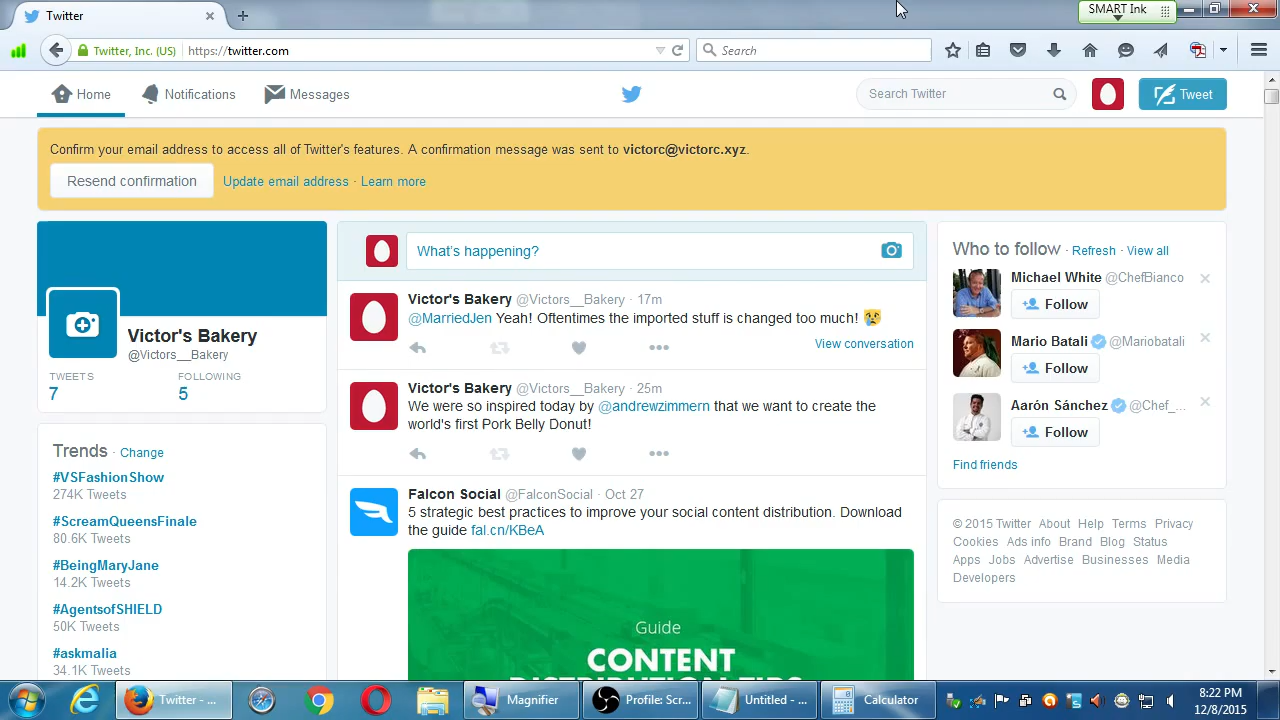 Twitter
SMART Ink
Twitter, Inc. (US) https://twitter.com
Search
Home Notifications Messages
Search Twitter
Tweet
Confirm your email address to access all of Twitter's features. A confirmation message was sent to victorc@victorc.xyz.
Resend confirmation Update email address · Learn more
What's happening?
Victor's Bakery
@Victors__Bakery
TWEETS FOLLOWING
7 5
Trends · Change
#VSFashionShow
274K Tweets
#ScreamQueensFinale
80.6K Tweets
#BeingMaryJane
14.2K Tweets
#AgentsofSHIELD
50K Tweets
#askmalia
34.1K Tweets
Victor's Bakery @Victors__Bakery · 17m
@MarriedJen Yeah! Oftentimes the imported stuff is changed too much! 😢
View conversation
Victor's Bakery @Victors__Bakery · 25m
We were so inspired today by @andrewzimmern that we want to create the
world's first Pork Belly Donut!
Falcon Social @FalconSocial · Oct 27
5 strategic best practices to improve your social content distribution. Download
the guide fal.cn/KBeA
Guide
CONTENT
DISTRIBUTION TIPS
Who to follow · Refresh · View all
Michael White @ChefBianco
Follow
Mario Batali @Mariobatali
Follow
Aarón Sánchez @Chef_...
Follow
Find friends
© 2015 Twitter About Help Terms Privacy
Cookies Ads info Brand Blog Status
Apps Jobs Advertise Businesses Media
Developers
Twitter - ...
Magnifier
Profile: Scr...
Untitled - ...
Calculator
8:22 PM
12/8/2015